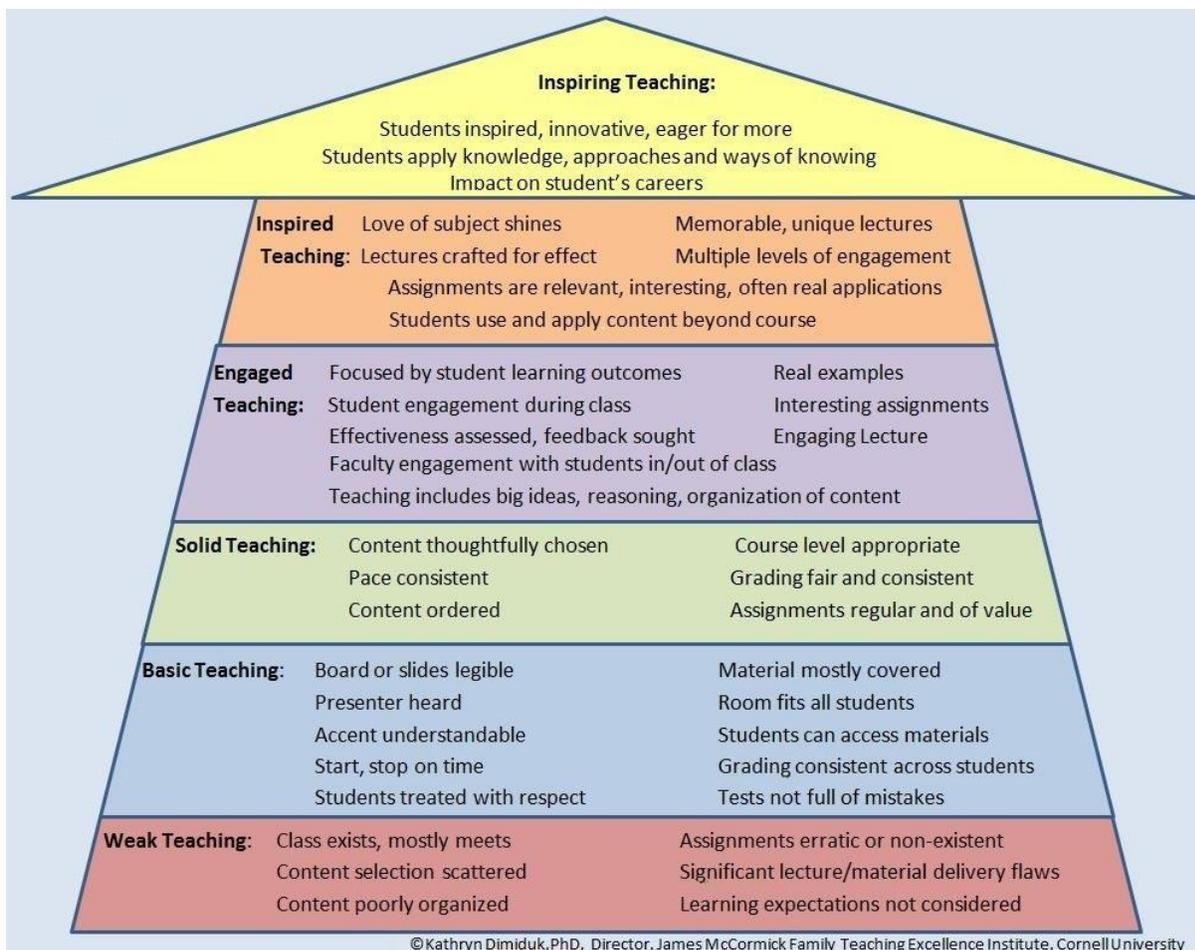 Inspiring Teaching:
Students inspired, innovative, eager for more
Students apply knowledge, approaches and ways of knowing
Impact on student's careers
Inspired Love of subject shines Memorable, unique lectures
Teaching: Lectures crafted for effect Multiple levels of engagement
Assignments are relevant, interesting, often real applications
Students use and apply content beyond course
Engaged Focused by student learning outcomes Real examples
Teaching: Student engagement during class Interesting assignments
Effectiveness assessed, feedback sought Engaging Lecture
Faculty engagement with students in/out of class
Teaching includes big ideas, reasoning, organization of content
Solid Teaching: Content thoughtfully chosen Course level appropriate
Pace consistent Grading fair and consistent
Content ordered Assignments regular and of value
Basic Teaching: Board or slides legible Material mostly covered
Presenter heard Room fits all students
Accent understandable Students can access materials
Start, stop on time Grading consistent across students
Students treated with respect Tests not full of mistakes
Weak Teaching: Class exists, mostly meets Assignments erratic or non-existent
Content selection scattered Significant lecture/material delivery flaws
Content poorly organized Learning expectations not considered
©Kathryn Dimiduk,PhD, Director, James McCormick Family Teaching Excellence Institute, Cornell University